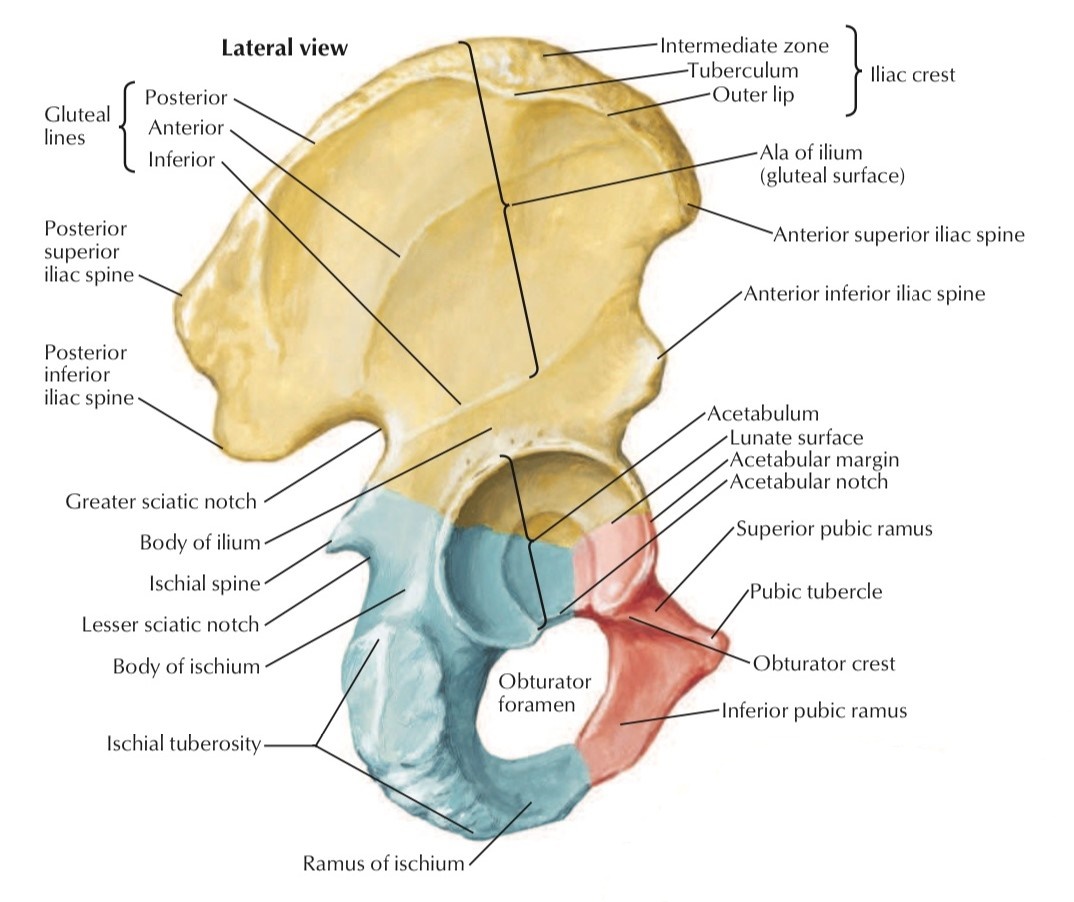 Lateral view
Gluteal
lines
Posterior
Anterior
Inferior
Posterior
superior
iliac spine
Posterior
inferior
iliac spine
Greater sciatic notch
Body of ilium
Ischial spine
Lesser sciatic notch
Body of ischium
Ischial tuberosity
Ramus of ischium
Obturator
foramen
Intermediate zone
Tuberculum
Outer lip
Iliac crest
Ala of ilium
(gluteal surface)
Anterior superior iliac spine
Anterior inferior iliac spine
Acetabulum
Lunate surface
Acetabular margin
Acetabular notch
Superior pubic ramus
Pubic tubercle
Obturator crest
Inferior pubic ramus